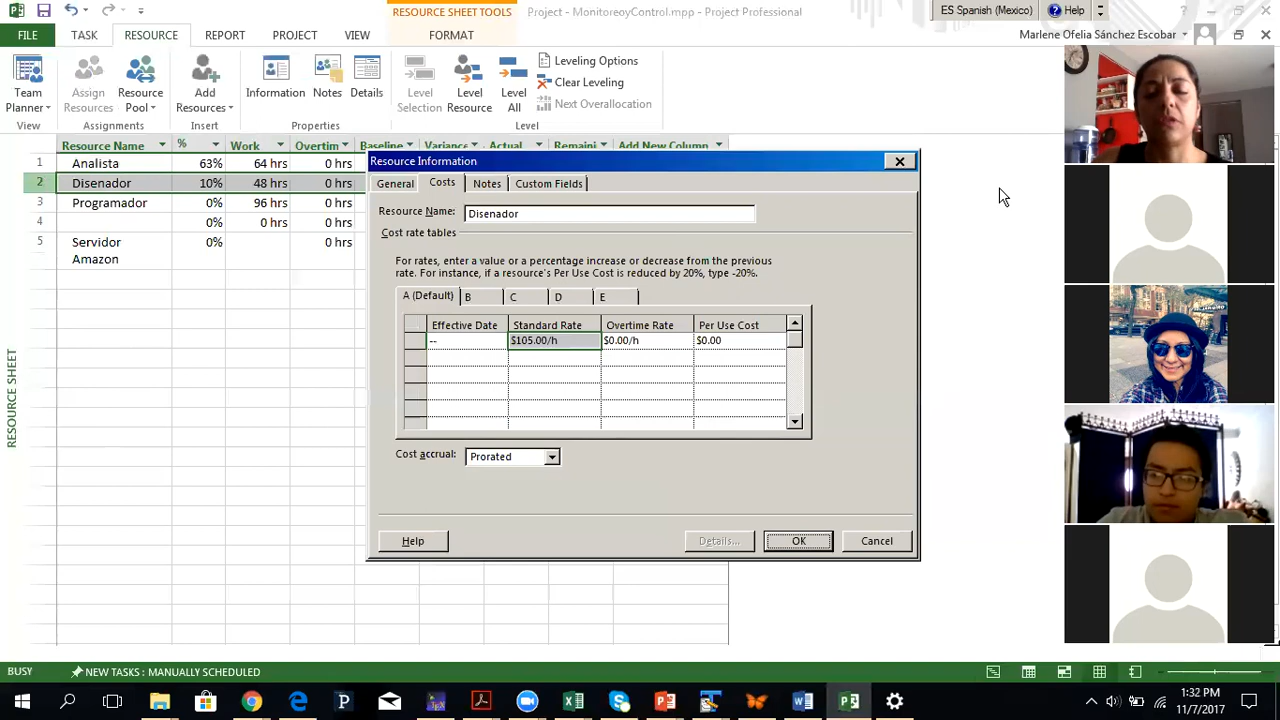 RESOURCE SHEET TOOLS
Project - MonitoreoyControl.mpp - Project Professional
ES Spanish (Mexico)
Help
FILE
TASK
RESOURCE
REPORT
PROJECT
VIEW
FORMAT
Marlene Ofelia Sánchez Escobar
Team
Planner
Assign
Resources
Resource
Pool
Add
Resources
Information
Notes
Details
Level
Selection
Level
Resource
Level
All
Leveling Options
Clear Leveling
Next Overallocation
View
Assignments
Insert
Properties
Level
Resource Name
%
Work
Overtim
Baseline
Variance
Actual
Remaini
Add New Column
1 Analista 63% 64 hrs 0 hrs
2 Disenador 10% 48 hrs 0 hrs
3 Programador 0% 96 hrs 0 hrs
4 0% 0 hrs 0 hrs
5 Servidor 0% 0 hrs
Amazon
RESOURCE SHEET
Resource Information
General
Costs
Notes
Custom Fields
Resource Name:
Disenador
Cost rate tables
For rates, enter a value or a percentage increase or decrease from the previous
rate. For instance, if a resource's Per Use Cost is reduced by 20%, type -20%.
A (Default)
B
C
D
E
Effective Date
Standard Rate
Overtime Rate
Per Use Cost
--
$105.00/h
$0.00/h
$0.00
Cost accrual:
Prorated
Help
Details...
OK
Cancel
BUSY
NEW TASKS : MANUALLY SCHEDULED
1:32 PM
11/7/2017